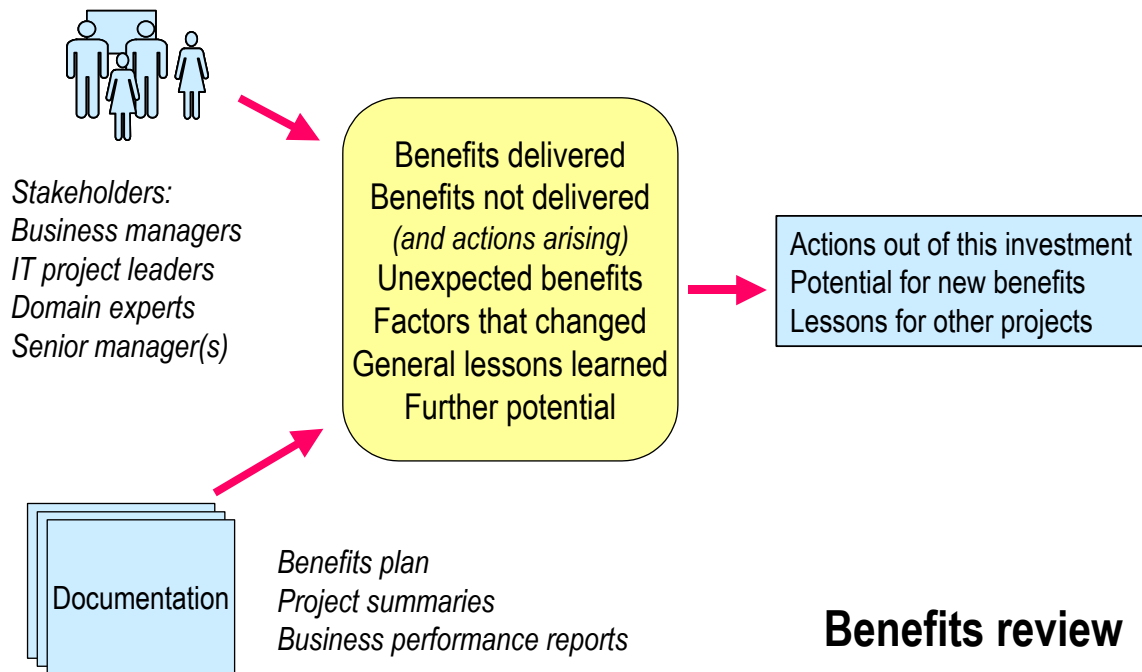 Stakeholders:
Business managers
IT project leaders
Domain experts
Senior manager(s)
Benefits delivered
Benefits not delivered
(and actions arising)
Unexpected benefits
Factors that changed
General lessons learned
Further potential
Actions out of this investment
Potential for new benefits
Lessons for other projects
Documentation
Benefits plan
Project summaries
Business performance reports
Benefits review